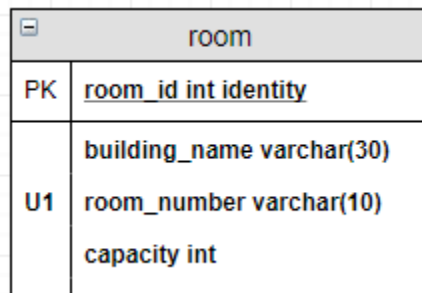 room
PK room_id int identity
building_name varchar(30)
U1 room_number varchar(10)
capacity int